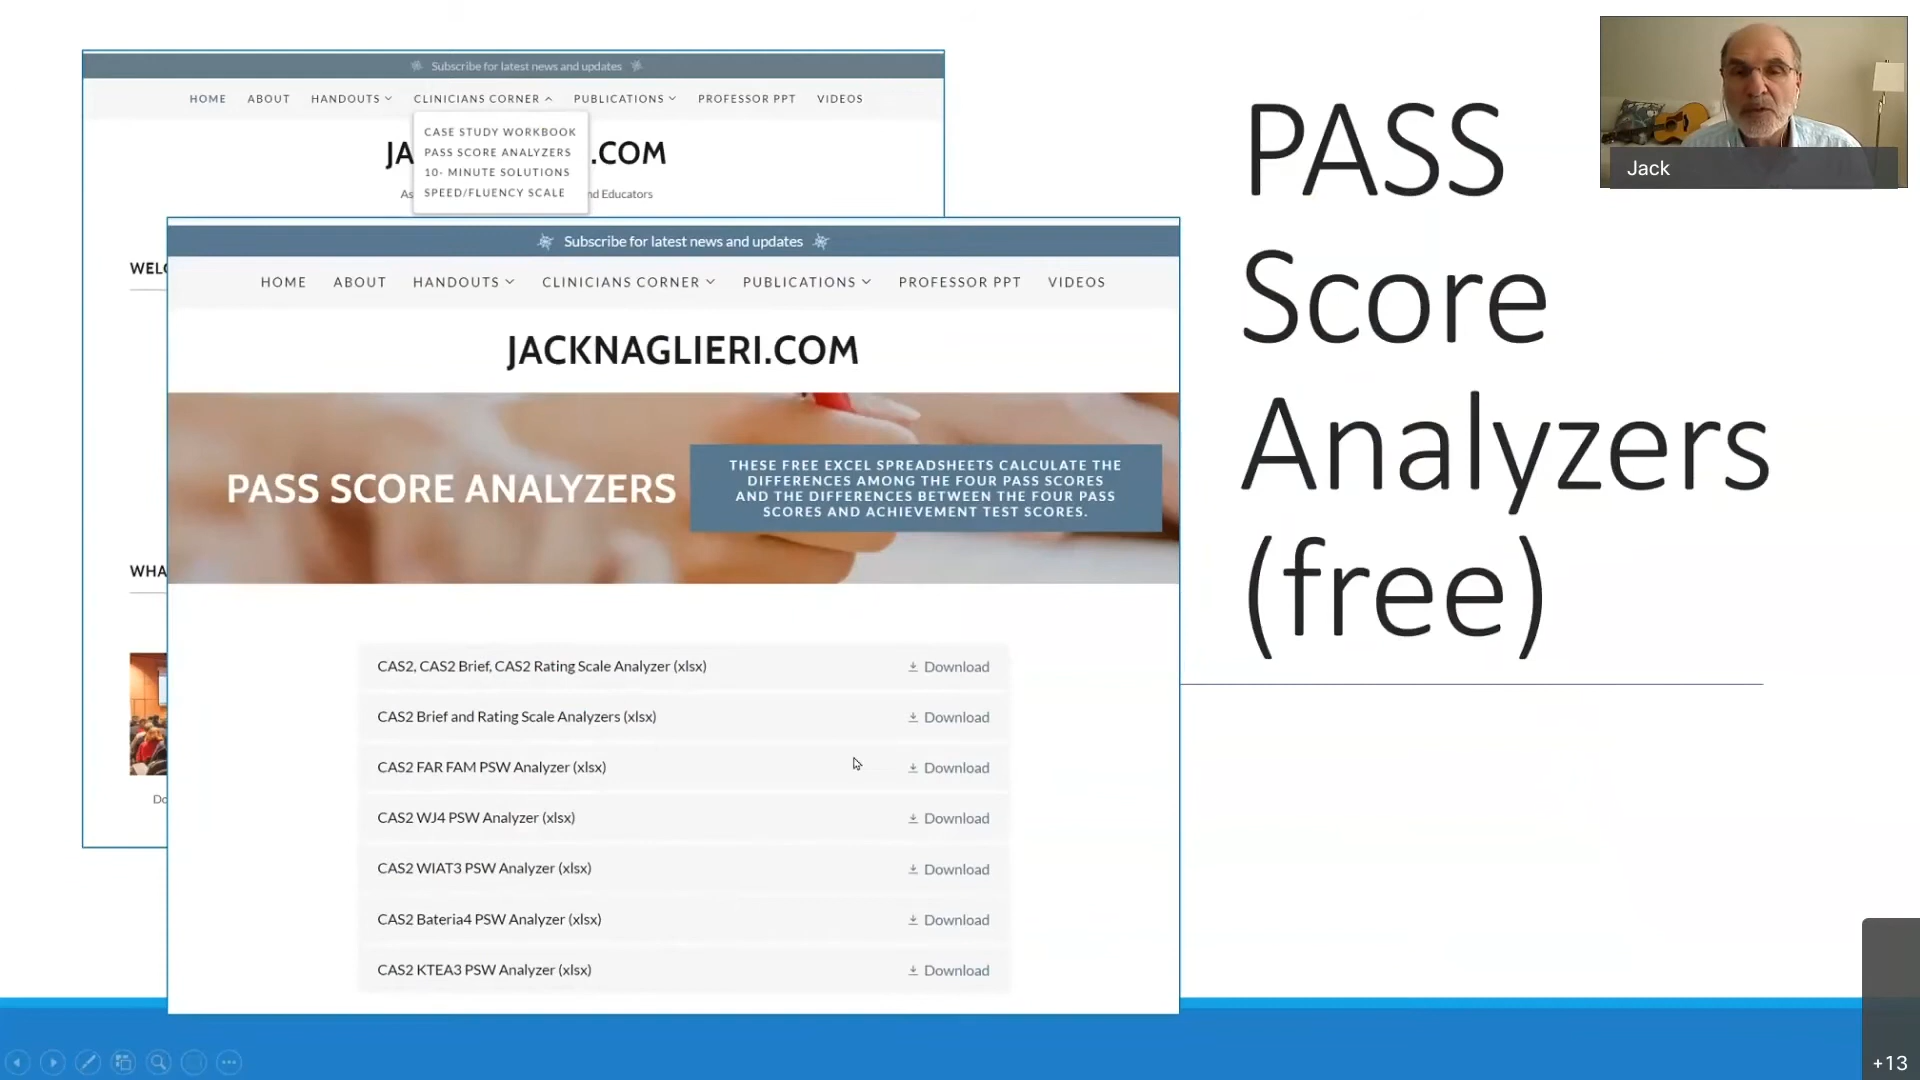 Subscribe for latest news and updates
HOME ABOUT HANDOUTS CLINICIANS CORNER PUBLICATIONS PROFESSOR PPT VIDEOS
CASE STUDY WORKBOOK
PASS SCORE ANALYZERS
10- MINUTE SOLUTIONS
SPEED/FLUENCY SCALE
JA .COM
As nd Educators
WELC
WHA
Do
Subscribe for latest news and updates
HOME ABOUT HANDOUTS CLINICIANS CORNER PUBLICATIONS PROFESSOR PPT VIDEOS
JACKNAGLIERI.COM
PASS SCORE ANALYZERS
THESE FREE EXCEL SPREADSHEETS CALCULATE THE
DIFFERENCES AMONG THE FOUR PASS SCORES
AND THE DIFFERENCES BETWEEN THE FOUR PASS
SCORES AND ACHIEVEMENT TEST SCORES.
CAS2, CAS2 Brief, CAS2 Rating Scale Analyzer (xlsx) Download
CAS2 Brief and Rating Scale Analyzers (xlsx) Download
CAS2 FAR FAM PSW Analyzer (xlsx) Download
CAS2 WJ4 PSW Analyzer (xlsx) Download
CAS2 WIAT3 PSW Analyzer (xlsx) Download
CAS2 Bateria4 PSW Analyzer (xlsx) Download
CAS2 KTEA3 PSW Analyzer (xlsx) Download
PASS
Score
Analyzers
(free)
Jack
+13